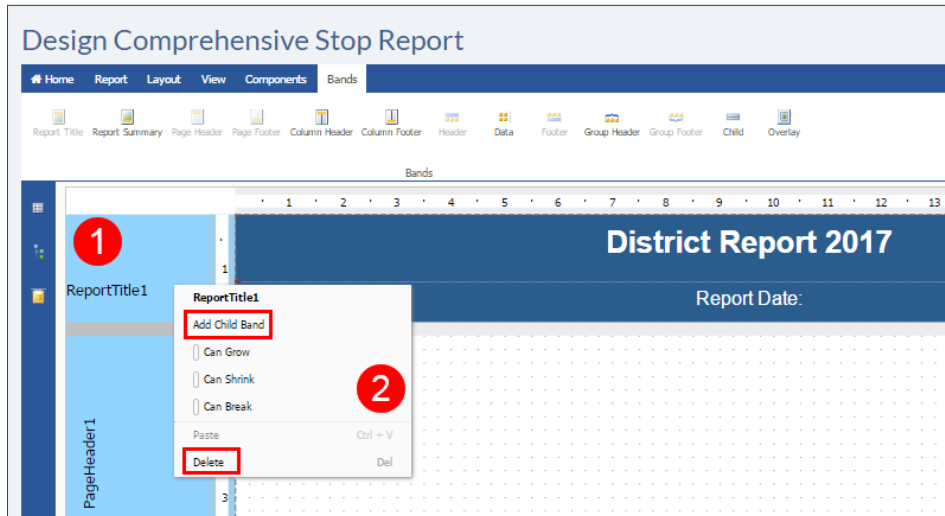 Design Comprehensive Stop Report
Home Report Layout View Components Bands
Report Title Report Summary Page Header Page Footer Column Header Column Footer Header Data Footer Group Header Group Footer Child Overlay
Bands
1 2 3 4 5 6 7 8 9 10 11 12 13
1
District Report 2017
1
ReportTitle1
Report Date:
ReportTitle1
Add Child Band
Can Grow
Can Shrink
2
Can Break
Paste Ctrl + V
Delete Del
PageHeader1
3